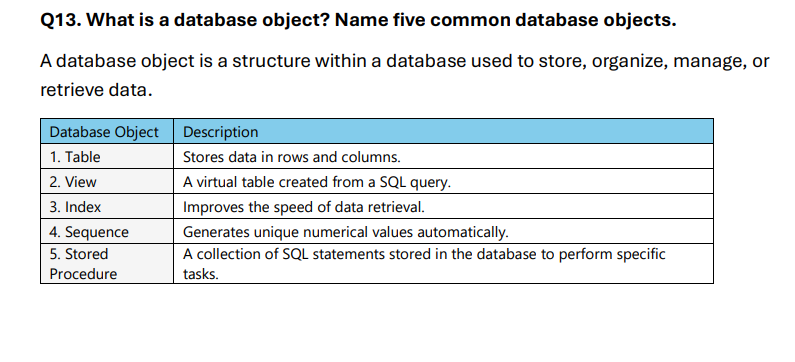 Q13. What is a database object? Name five common database objects.
A database object is a structure within a database used to store, organize, manage, or
retrieve data.
Database Object Description
1. Table Stores data in rows and columns.
2. View A virtual table created from a SQL query.
3. Index Improves the speed of data retrieval.
4. Sequence Generates unique numerical values automatically.
5. Stored Procedure A collection of SQL statements stored in the database to perform specific
tasks.